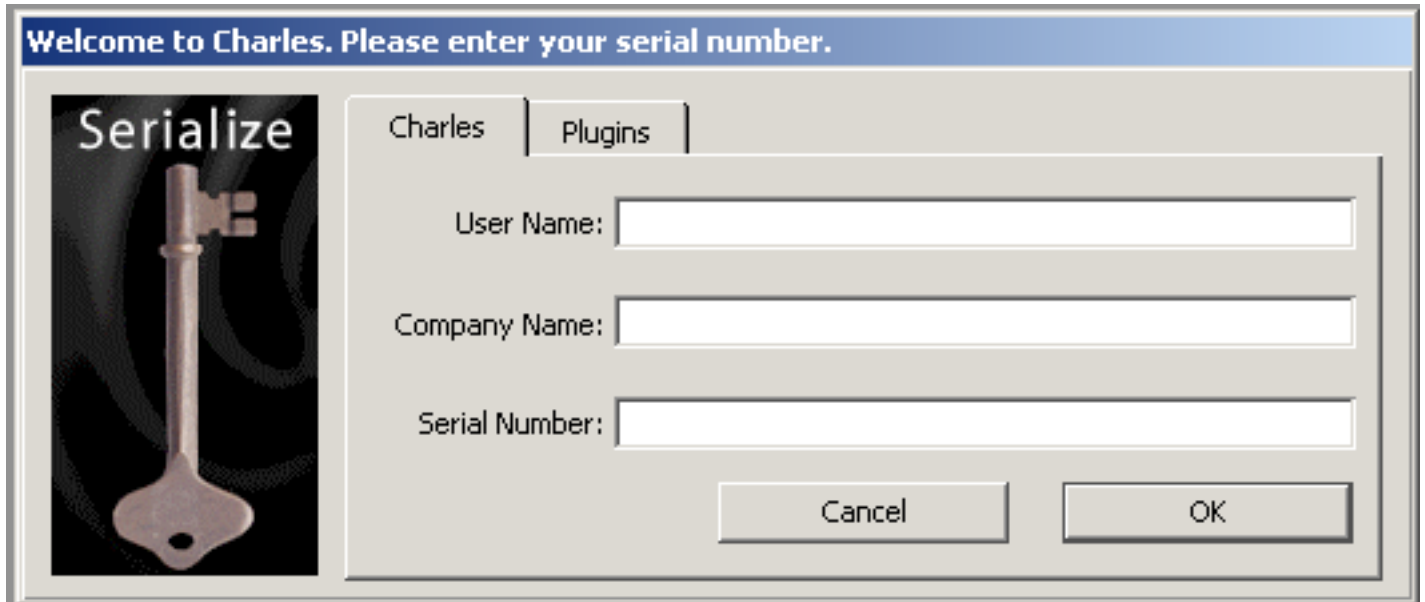 Welcome to Charles. Please enter your serial number.
Serialize
Charles
Plugins
User Name:
Company Name:
Serial Number:
Cancel
OK